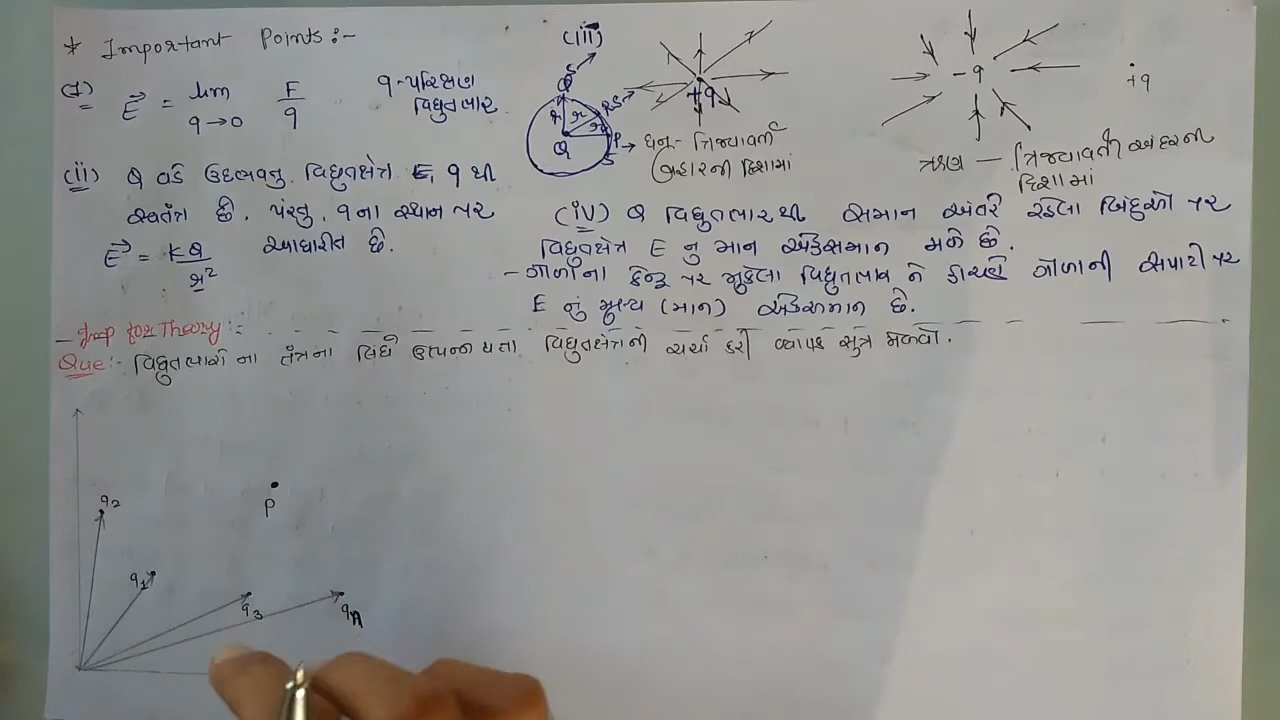 * Important Points:-
(I) E⃗ = lim q→0 F/q q-પરિક્ષણ વિદ્યુતભાર
(ii) Q વડે ઉદ્દભવતુ વિદ્યુતક્ષેત્ર E, q થી
સ્વતંત્ર છે. પરંતુ, qના સ્થાન પર
E⃗ = kQ/r² આધારીત છે.
(iii)
Q
r
r
r
S
R
P
+q
ધન - ત્રિજ્યાવર્તી
બહારની દિશામાં
-q
+q
ઋણ - ત્રિજ્યાવર્તી અંદરની
દિશામાં
(iv) Q વિદ્યુતભારથી સમાન અંતરે રહેલા બિંદુઓ પર
વિદ્યુતક્ષેત્ર E નુ માન એકસમાન મળે છે.
- ગોળાના કેન્દ્ર પર મુકેલા વિદ્યુતભાર ને કારણે ગોળાની સપાટી પર
E નું મુલ્ય (માન) એકસમાન છે.
- Imp for Theory :-
Que:- વિદ્યુતભારો ના તંત્રના લિધે ઉત્પન્ન થતા વિદ્યુતક્ષેત્રની ચર્ચા કરી વ્યાપક સુત્ર મેળવો.
q2
P
q1
q3
qn